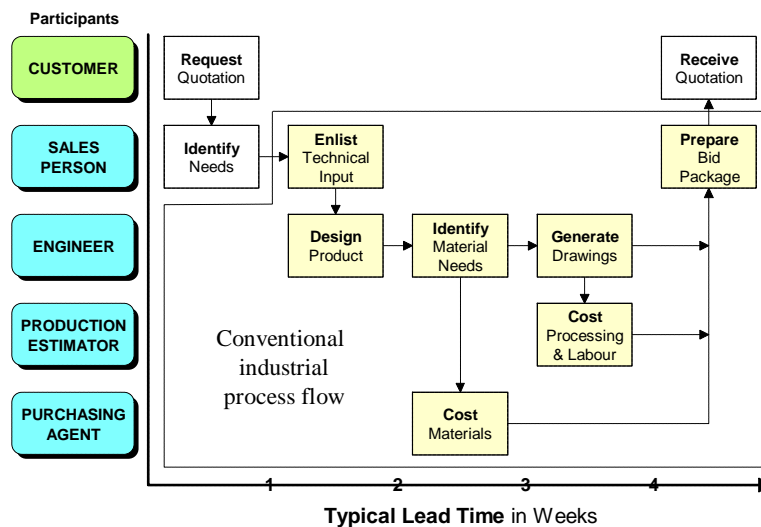 Participants
CUSTOMER
Request
Quotation
Receive
Quotation
SALES
PERSON
Identify
Needs
Enlist
Technical
Input
Prepare
Bid
Package
ENGINEER
Design
Product
Identify
Material
Needs
Generate
Drawings
PRODUCTION
ESTIMATOR
Conventional
industrial
process flow
Cost
Processing
& Labour
PURCHASING
AGENT
Cost
Materials
1
2
3
4
Typical Lead Time in Weeks